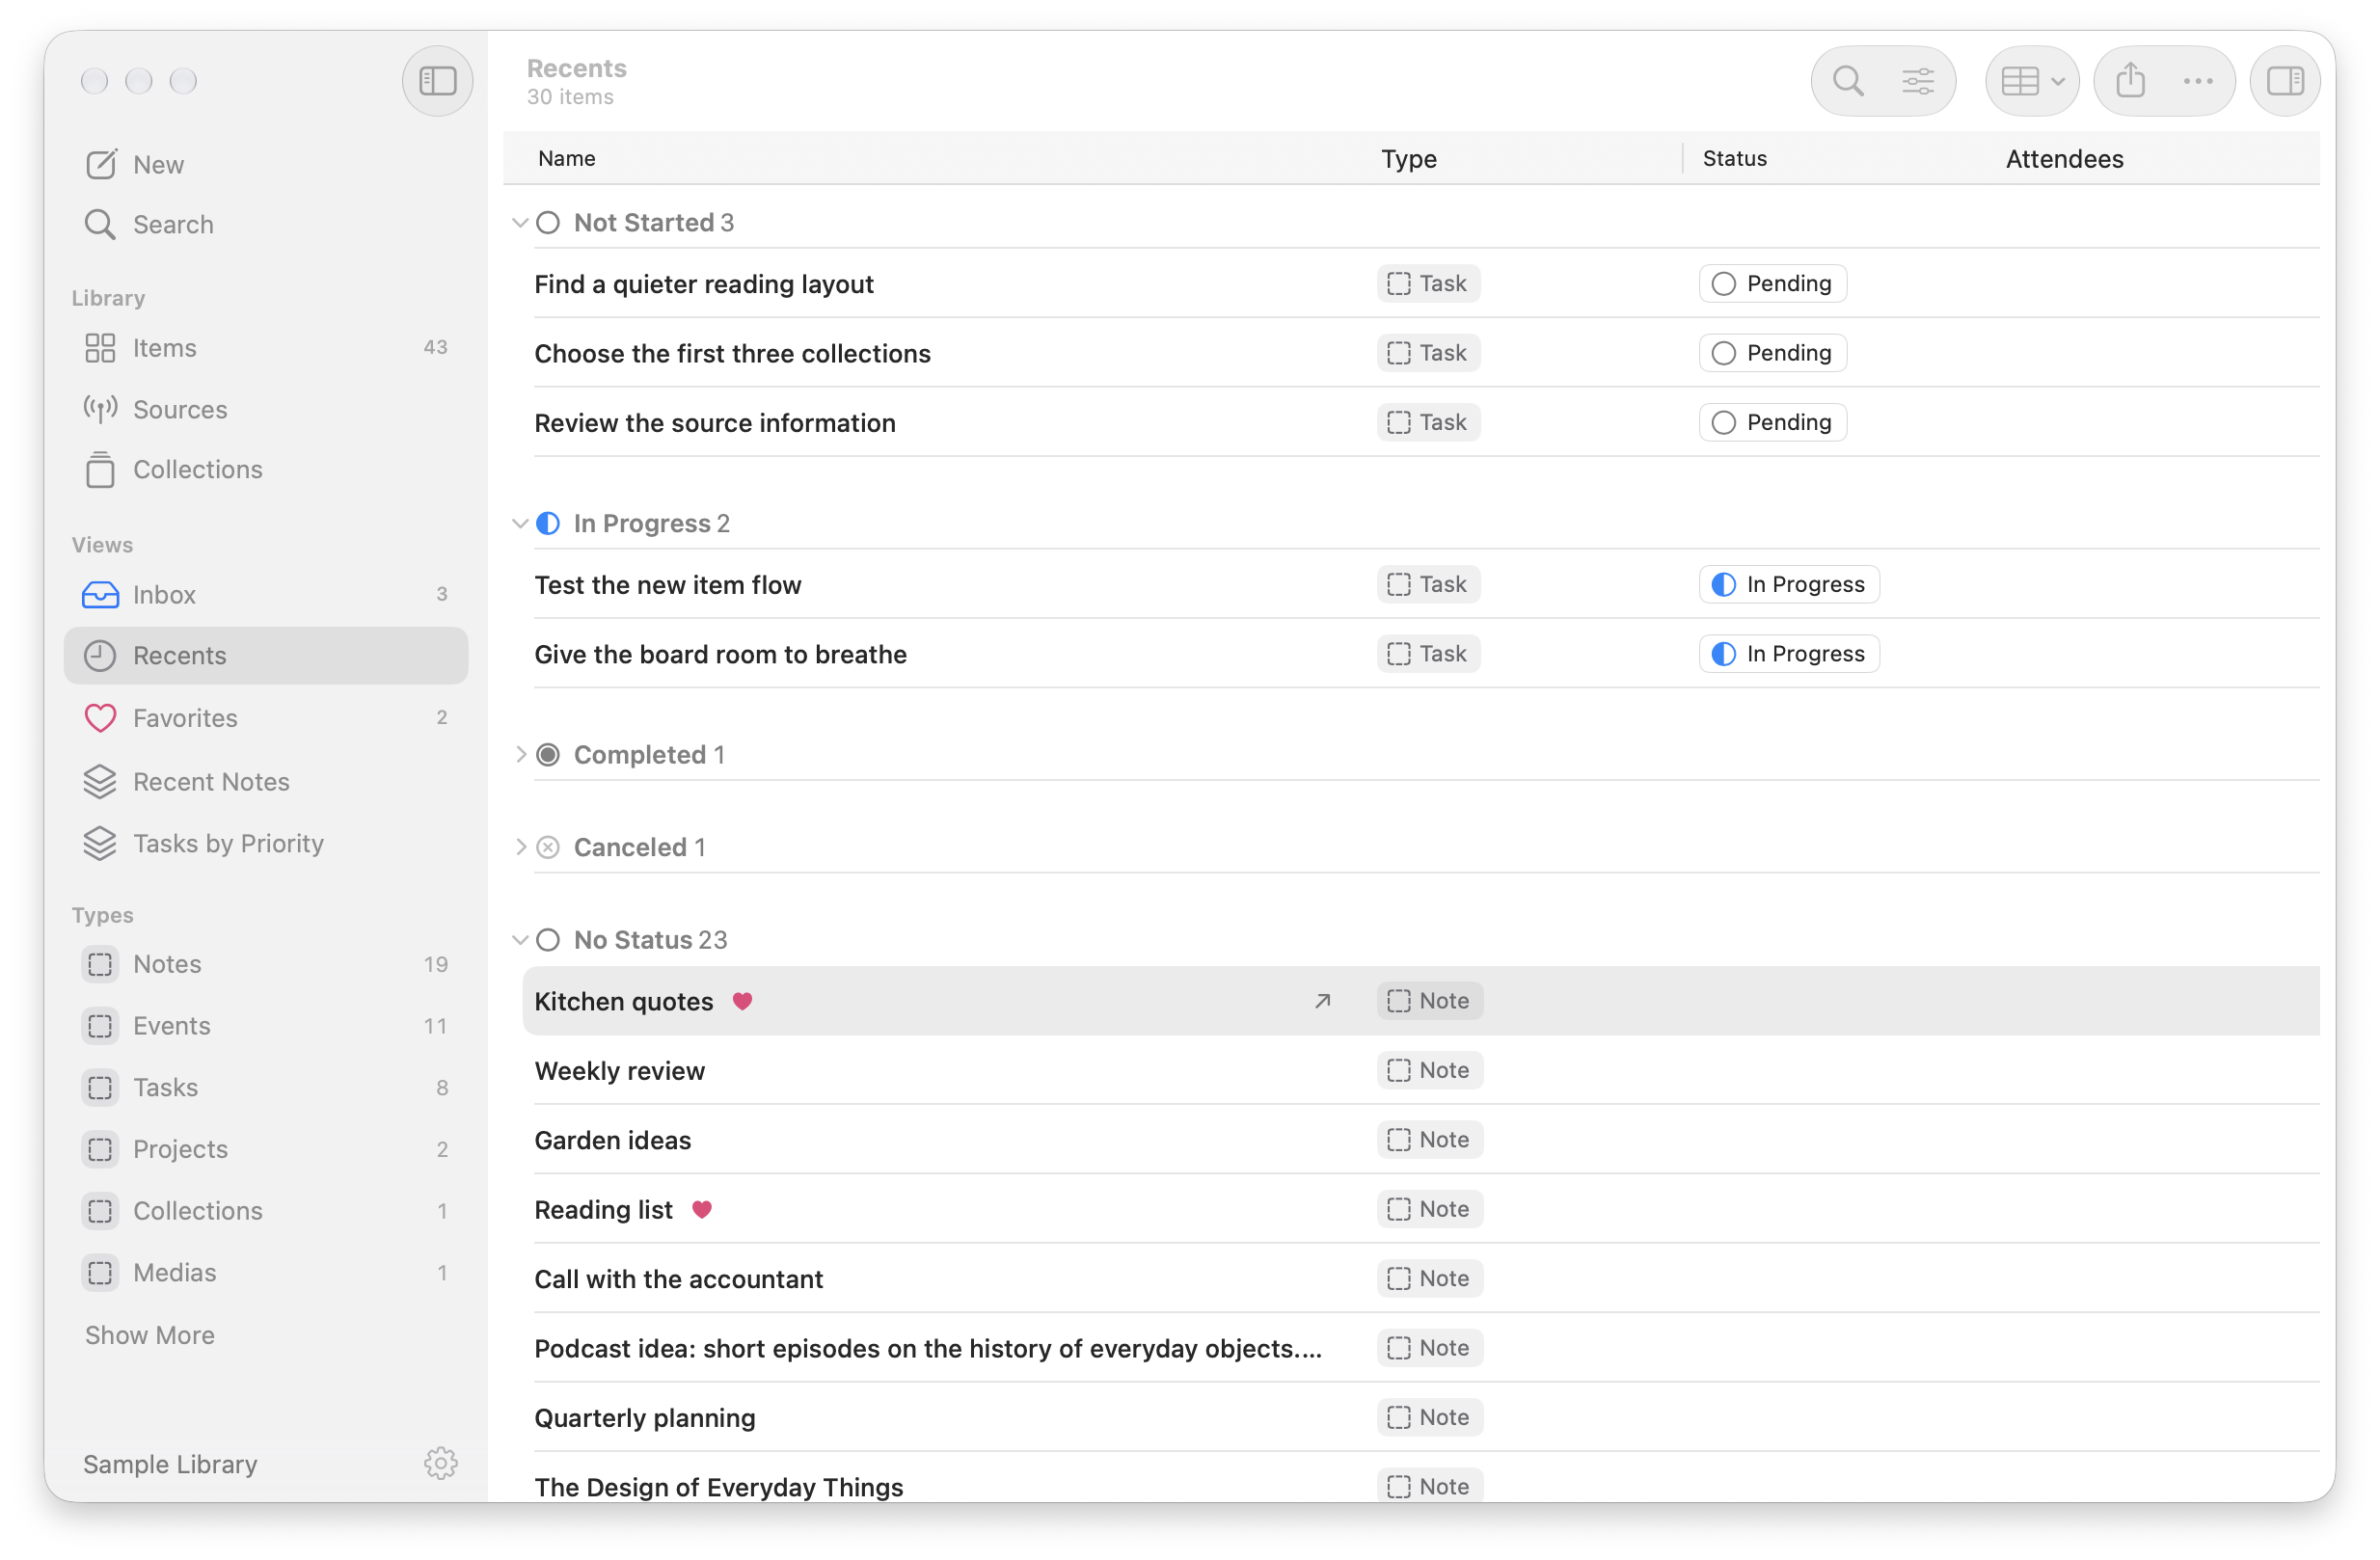 New
Search
Library
Items 43
Sources
Collections
Views
Inbox 3
Recents
Favorites 2
Recent Notes
Tasks by Priority
Types
Notes 19
Events 11
Tasks 8
Projects 2
Collections 1
Medias 1
Show More
Sample Library
Recents
30 items
Name Type Status Attendees
Not Started 3
Find a quieter reading layout Task Pending
Choose the first three collections Task Pending
Review the source information Task Pending
In Progress 2
Test the new item flow Task In Progress
Give the board room to breathe Task In Progress
Completed 1
Canceled 1
No Status 23
Kitchen quotes Note
Weekly review Note
Garden ideas Note
Reading list Note
Call with the accountant Note
Podcast idea: short episodes on the history of everyday objects.... Note
Quarterly planning Note
The Design of Everyday Things Note